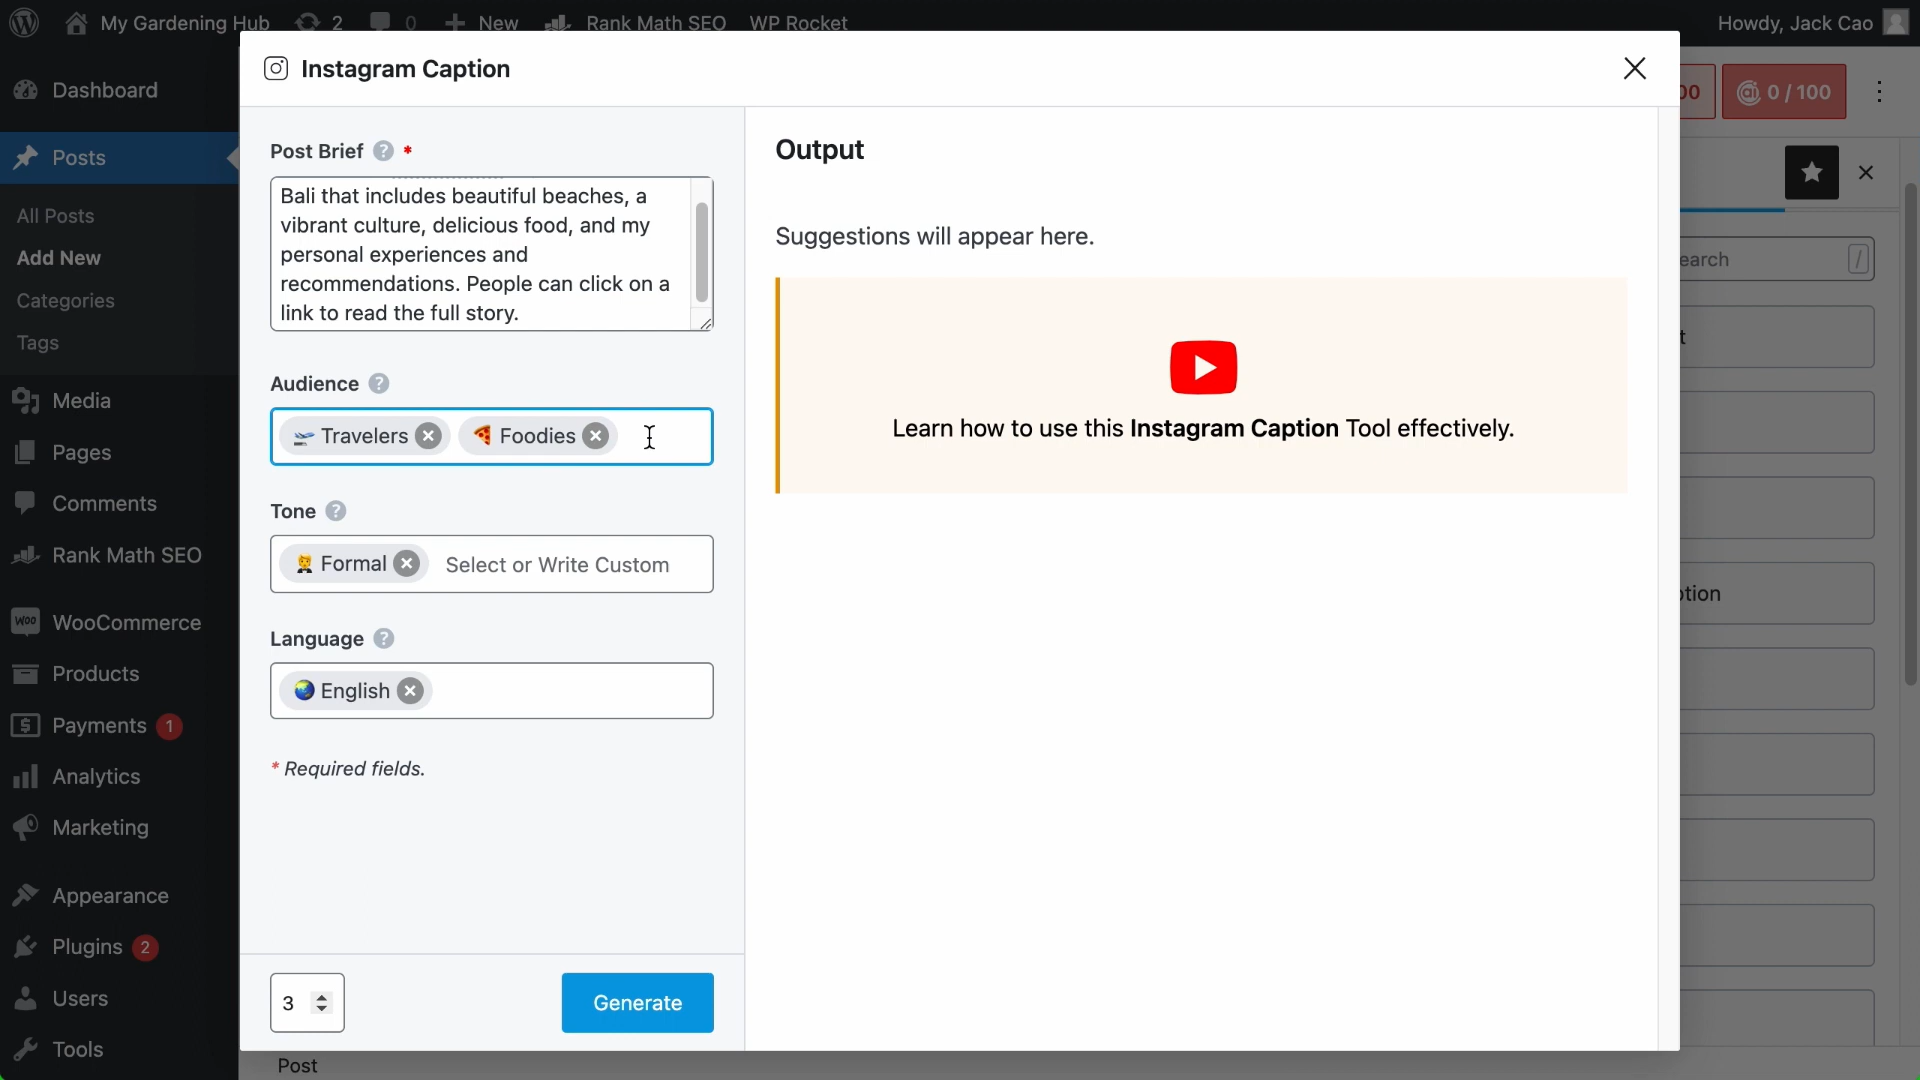 My Gardening Hub 2 0 New Rank Math SEO WP Rocket Howdy, Jack Cao
Instagram Caption
Dashboard
Posts
All Posts
Add New
Categories
Tags
Media
Pages
Comments
Rank Math SEO
WooCommerce
Products
Payments 1
Analytics
Marketing
Appearance
Plugins 2
Users
Tools
Post Brief ? *
Bali that includes beautiful beaches, a
vibrant culture, delicious food, and my
personal experiences and
recommendations. People can click on a
link to read the full story.
Audience ?
Travelers Foodies
Tone ?
Formal Select or Write Custom
Language ?
English
* Required fields.
3 Generate
Output
Suggestions will appear here.
Learn how to use this Instagram Caption Tool effectively.
0 / 100
/
Post